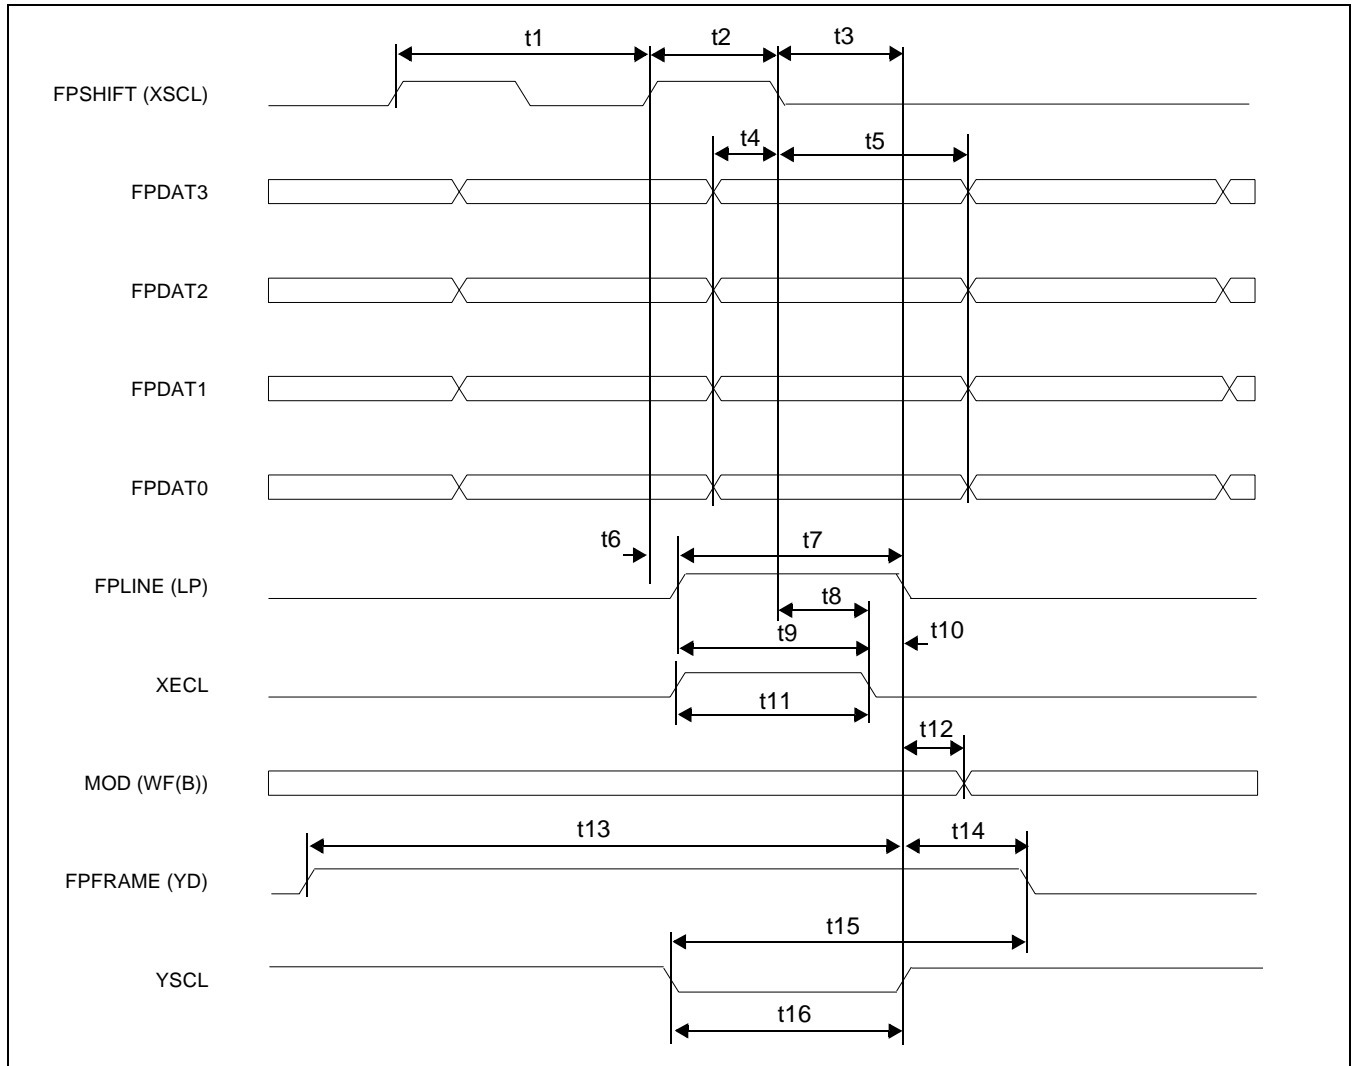 t1
t2
t3
FPSHIFT (XSCL)
t4
t5
FPDAT3
FPDAT2
FPDAT1
FPDAT0
t6
t7
FPLINE (LP)
t8
t9
t10
XECL
t11
t12
MOD (WF(B))
t13
t14
FPFRAME (YD)
t15
YSCL
t16